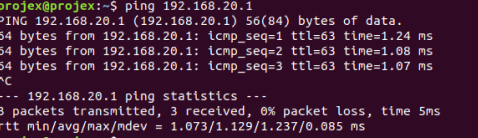 projex@projex:~$ ping 192.168.20.1
PING 192.168.20.1 (192.168.20.1) 56(84) bytes of data.
64 bytes from 192.168.20.1: icmp_seq=1 ttl=63 time=1.24 ms
64 bytes from 192.168.20.1: icmp_seq=2 ttl=63 time=1.08 ms
64 bytes from 192.168.20.1: icmp_seq=3 ttl=63 time=1.07 ms
^C
--- 192.168.20.1 ping statistics ---
3 packets transmitted, 3 received, 0% packet loss, time 5ms
rtt min/avg/max/mdev = 1.073/1.129/1.237/0.085 ms